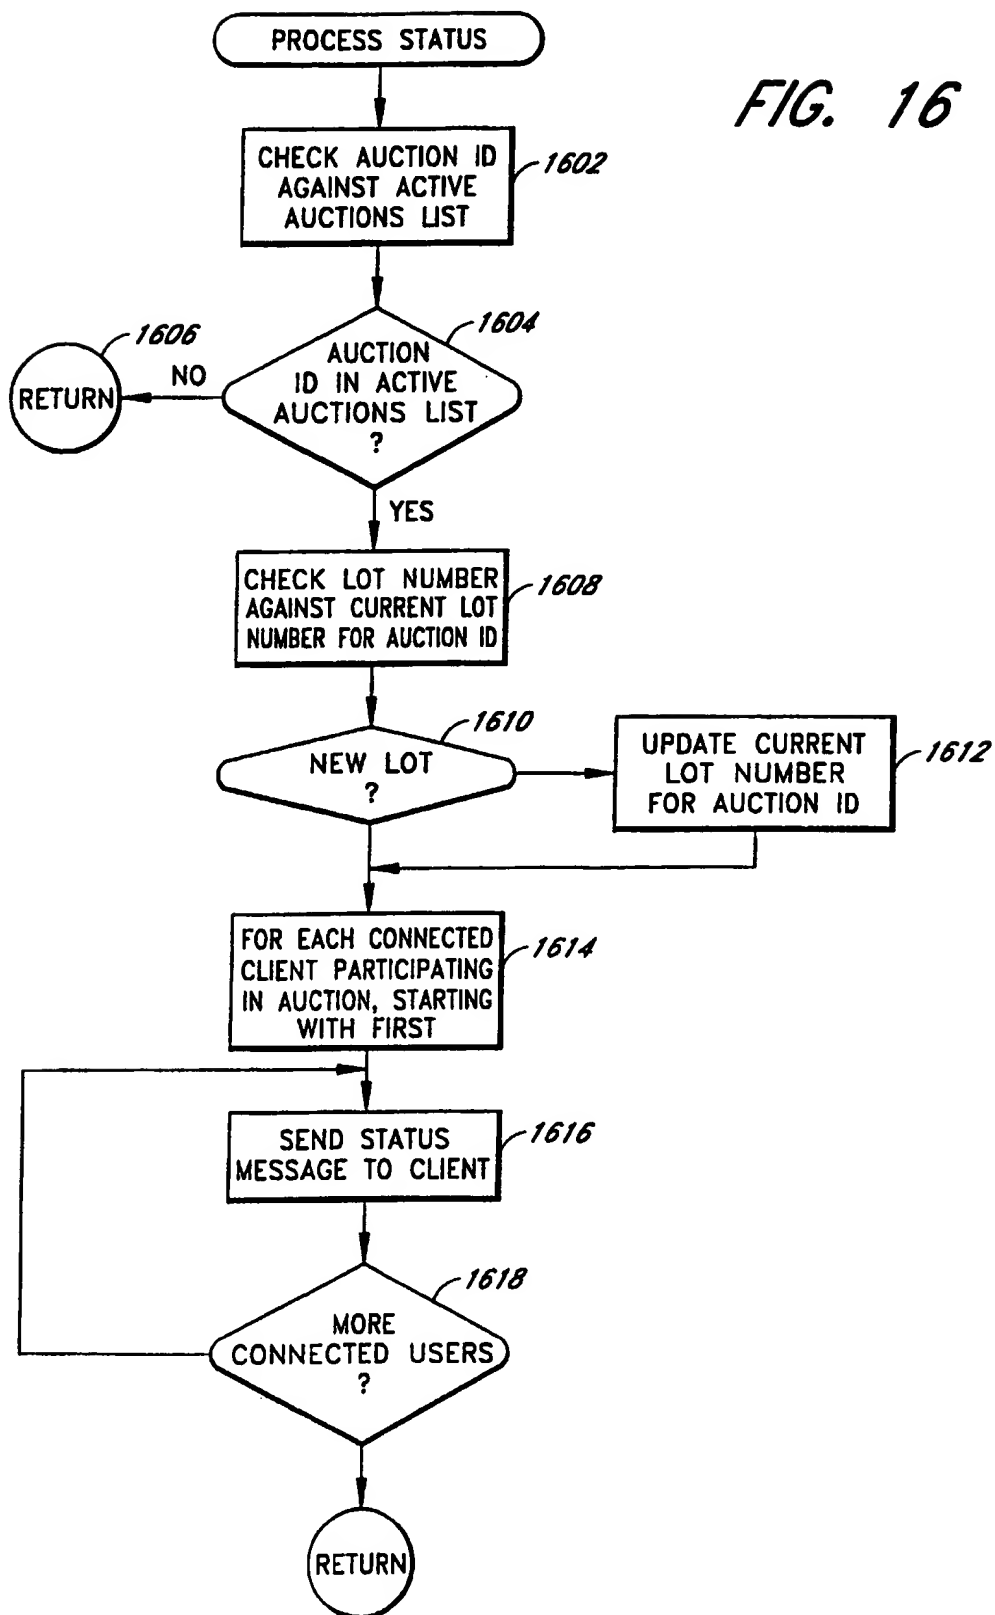 PROCESS STATUS
FIG. 16
CHECK AUCTION ID
AGAINST ACTIVE
AUCTIONS LIST
1602
1604
AUCTION
ID IN ACTIVE
AUCTIONS LIST
?
1606
NO
RETURN
YES
CHECK LOT NUMBER
AGAINST CURRENT LOT
NUMBER FOR AUCTION ID
1608
1610
NEW LOT
?
UPDATE CURRENT
LOT NUMBER
FOR AUCTION ID
1612
FOR EACH CONNECTED
CLIENT PARTICIPATING
IN AUCTION, STARTING
WITH FIRST
1614
SEND STATUS
MESSAGE TO CLIENT
1616
1618
MORE
CONNECTED USERS
?
RETURN